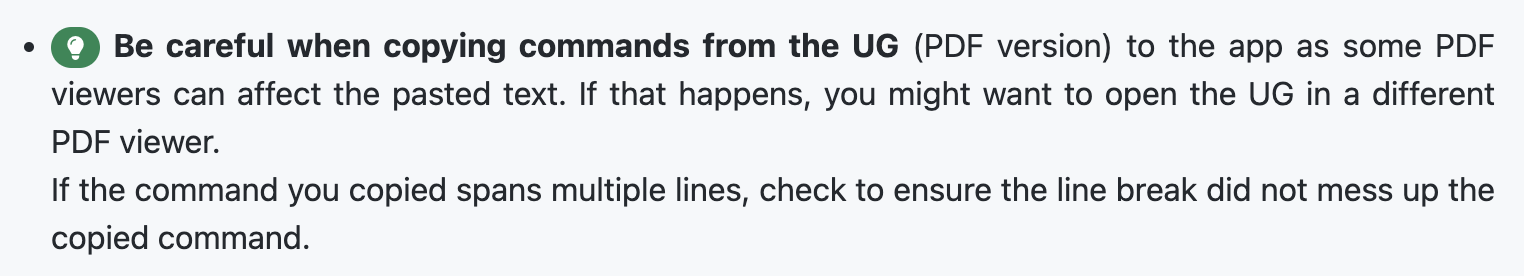 • Be careful when copying commands from the UG (PDF version) to the app as some PDF
viewers can affect the pasted text. If that happens, you might want to open the UG in a different
PDF viewer.
If the command you copied spans multiple lines, check to ensure the line break did not mess up the
copied command.